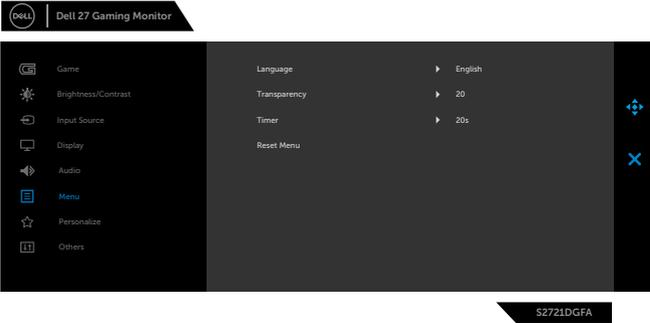 DELL
Dell 27 Gaming Monitor
Game
Brightness/Contrast
Input Source
Display
Audio
Menu
Personalize
Others
Language English
Transparency 20
Timer 20s
Reset Menu
S2721DGFA